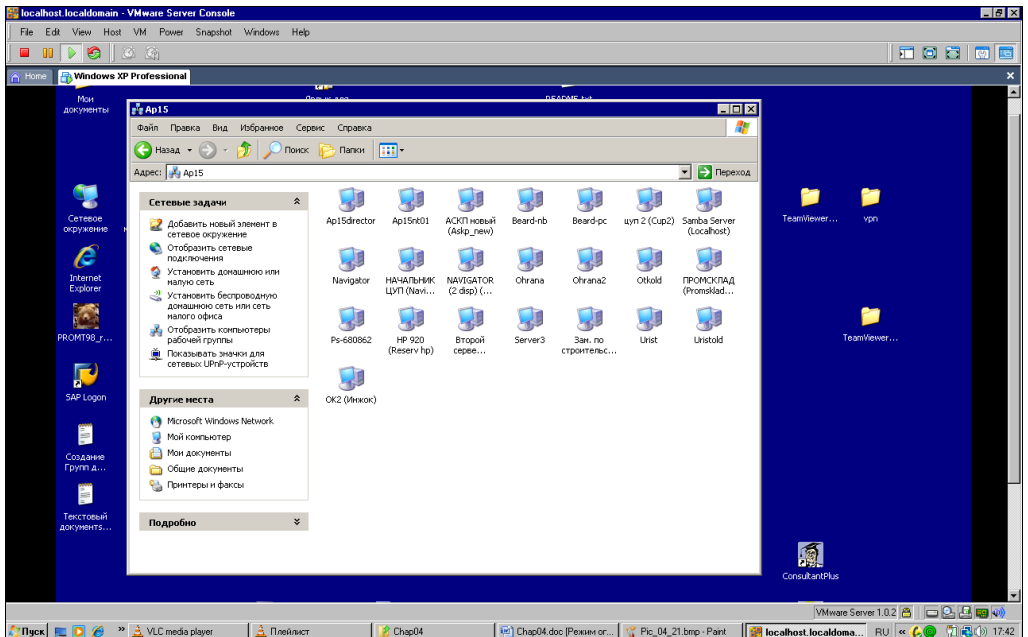 localhost.localdomain - VMware Server Console
File Edit View Host VM Power Snapshot Windows Help
Home Windows XP Professional
Мои
документы
README.txt
Ap15
Файл Правка Вид Избранное Сервис Справка
Назад Поиск Папки
Адрес: Ap15 Переход
Сетевые задачи
Добавить новый элемент в
сетевое окружение
Отобразить сетевые
подключения
Установить домашнюю или
малую сеть
Установить беспроводную
домашнюю сеть или сеть
малого офиса
Отобразить компьютеры
рабочей группы
Показывать значки для
сетевых UPnP-устройств
Другие места
Microsoft Windows Network
Мой компьютер
Мои документы
Общие документы
Принтеры и факсы
Подробно
Ap15director Ap15nt01 АСКП новый Beard-nb Beard-pc цуп 2 (Cup2) Samba Server
(Askp_new) (Localhost)
Navigator НАЧАЛЬНИК NAVIGATOR Ohrana Ohrana2 Otkold ПРОМСКЛАД
ЦУП (Navi... (2 disp) (... (Promsklad...
Ps-680862 HP 920 Второй Server3 Зам. по Urist Uristold
(Reserv hp) серве... строительс...
ОК2 (Инжок)
Сетевое
окружение
Internet
Explorer
PROMT98_r...
SAP Logon
Создание
Групп д...
Текстовый
документs...
TeamViewer... vpn
TeamViewer...
ConsultantPlus
VMware Server 1.0.2
Пуск VLC media player Плейлист Chap04 Chap04.doc [Режим ог... Pic_04_21.bmp - Paint localhost.localdoma... RU 17:42